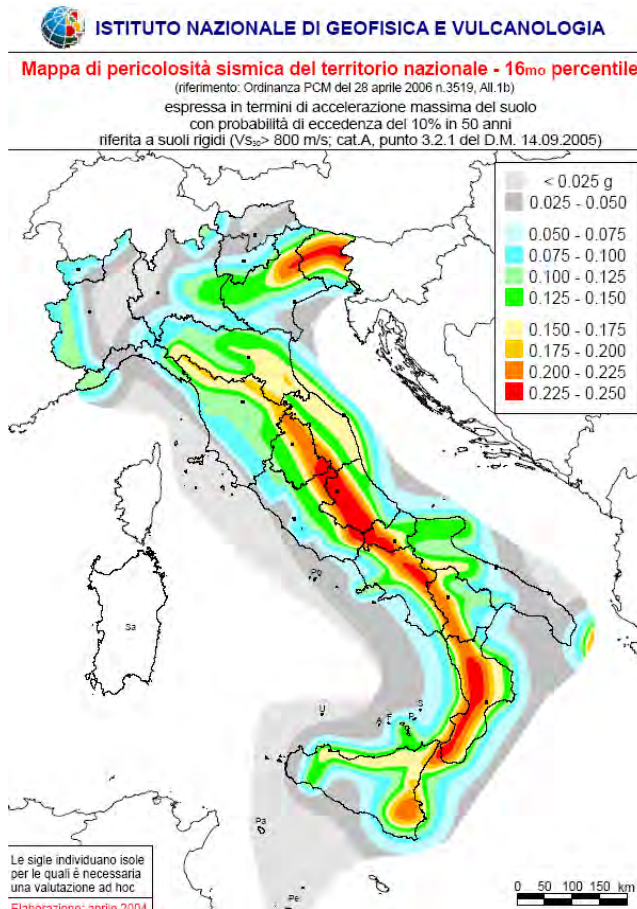 ISTITUTO NAZIONALE DI GEOFISICA E VULCANOLOGIA
Mappa di pericolosità sismica del territorio nazionale - 16mo percentile
(riferimento: Ordinanza PCM del 28 aprile 2006 n.3519, All.1b)
espressa in termini di accelerazione massima del suolo
con probabilità di eccedenza del 10% in 50 anni
riferita a suoli rigidi (Vs30> 800 m/s; cat.A, punto 3.2.1 del D.M. 14.09.2005)
< 0.025 g
0.025 - 0.050
0.050 - 0.075
0.075 - 0.100
0.100 - 0.125
0.125 - 0.150
0.150 - 0.175
0.175 - 0.200
0.200 - 0.225
0.225 - 0.250
Po
Sa
U
S
A
F
P
Pa
Pe
Le sigle individuano isole
per le quali è necessaria
una valutazione ad hoc
Elaborazione: aprile 2004
0 50 100 150 km